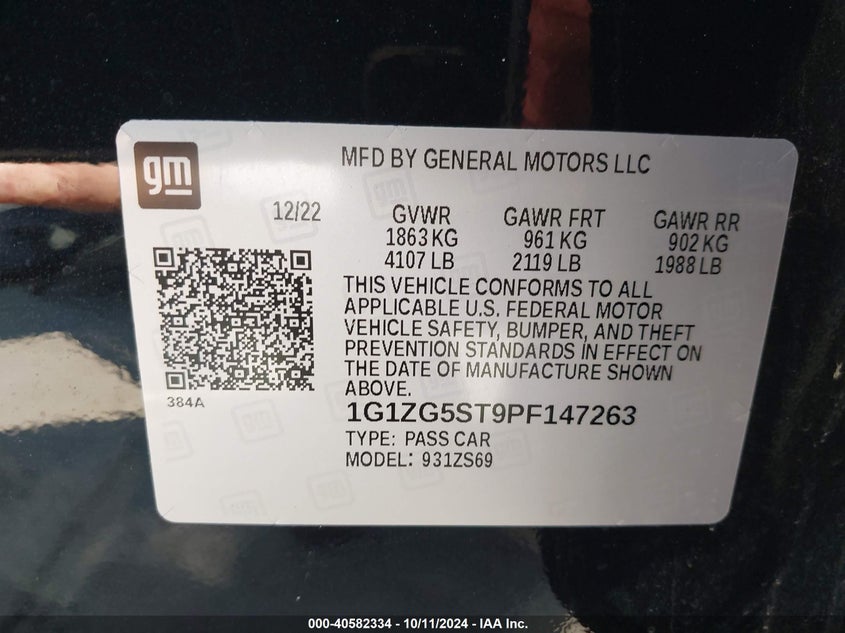 gm
MFD BY GENERAL MOTORS LLC
12/22
GVWR GAWR FRT GAWR RR
1863 KG 961 KG 902 KG
4107 LB 2119 LB 1988 LB
THIS VEHICLE CONFORMS TO ALL
APPLICABLE U.S. FEDERAL MOTOR
VEHICLE SAFETY, BUMPER, AND THEFT
PREVENTION STANDARDS IN EFFECT ON
THE DATE OF MANUFACTURE SHOWN
ABOVE.
384A
1G1ZG5ST9PF147263
TYPE: PASS CAR
MODEL: 931ZS69
000-40582334 - 10/11/2024 - IAA Inc.